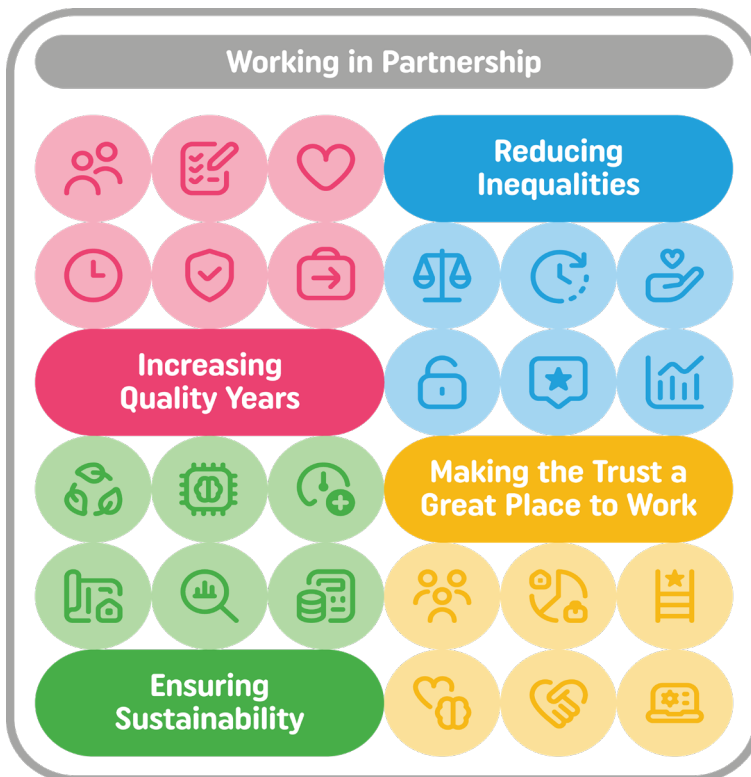 Working in Partnership
Reducing
Inequalities
Increasing
Quality Years
Making the Trust a
Great Place to Work
Ensuring
Sustainability